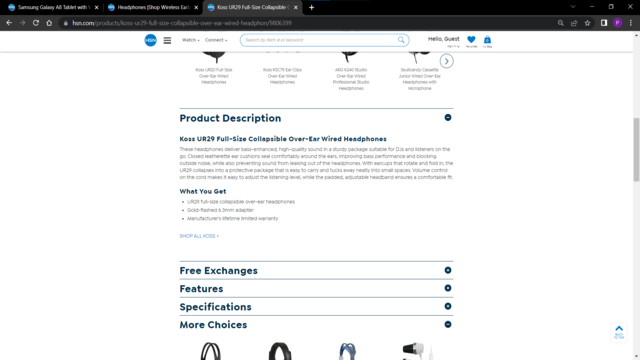 Samsung Galaxy A8 Tablet with
Headphones | Shop Wireless Ear
Koss UR29 Full-Size Collapsible O
hsn.com/products/koss-ur29-full-size-collapsible-over-ear-wired-headphon/9806399
P
HSN
Watch
Connect
Search by item # or keyword
Hello, Guest
Koss UR20 Full-Size
Over-Ear Wired
Headphones
Koss KSC75 Ear Clips
Over-Ear Wired
Headphones
AKG K240 Studio
Over-Ear Wired
Professional Studio
Headphones
Skullcandy Cassette
Junior Wired Over-Ear
Headphones with
Microphone
Product Description
Koss UR29 Full-Size Collapsible Over-Ear Wired Headphones
These headphones deliver bass-enhanced, high-quality sound in a sturdy package suitable for DJs and listeners on the
go. Closed leatherette ear cushions seal comfortably around the ears, improving bass performance and blocking
outside noise, while also preventing sound from leaking out of the headphones. With earcups that rotate and fold in, the
UR29 collapses into a protective package that is easy to carry and tucks away neatly into small spaces. Volume control
on the cord makes it easy to adjust the listening level, while the padded, adjustable headband ensures a comfortable fit.
What You Get
• UR29 full-size collapsible over-ear headphones
• Gold-flashed 6.3mm adapter
• Manufacturer's lifetime limited warranty
SHOP ALL KOSS >
Free Exchanges
Features
Specifications
More Choices
BACK
TO TOP